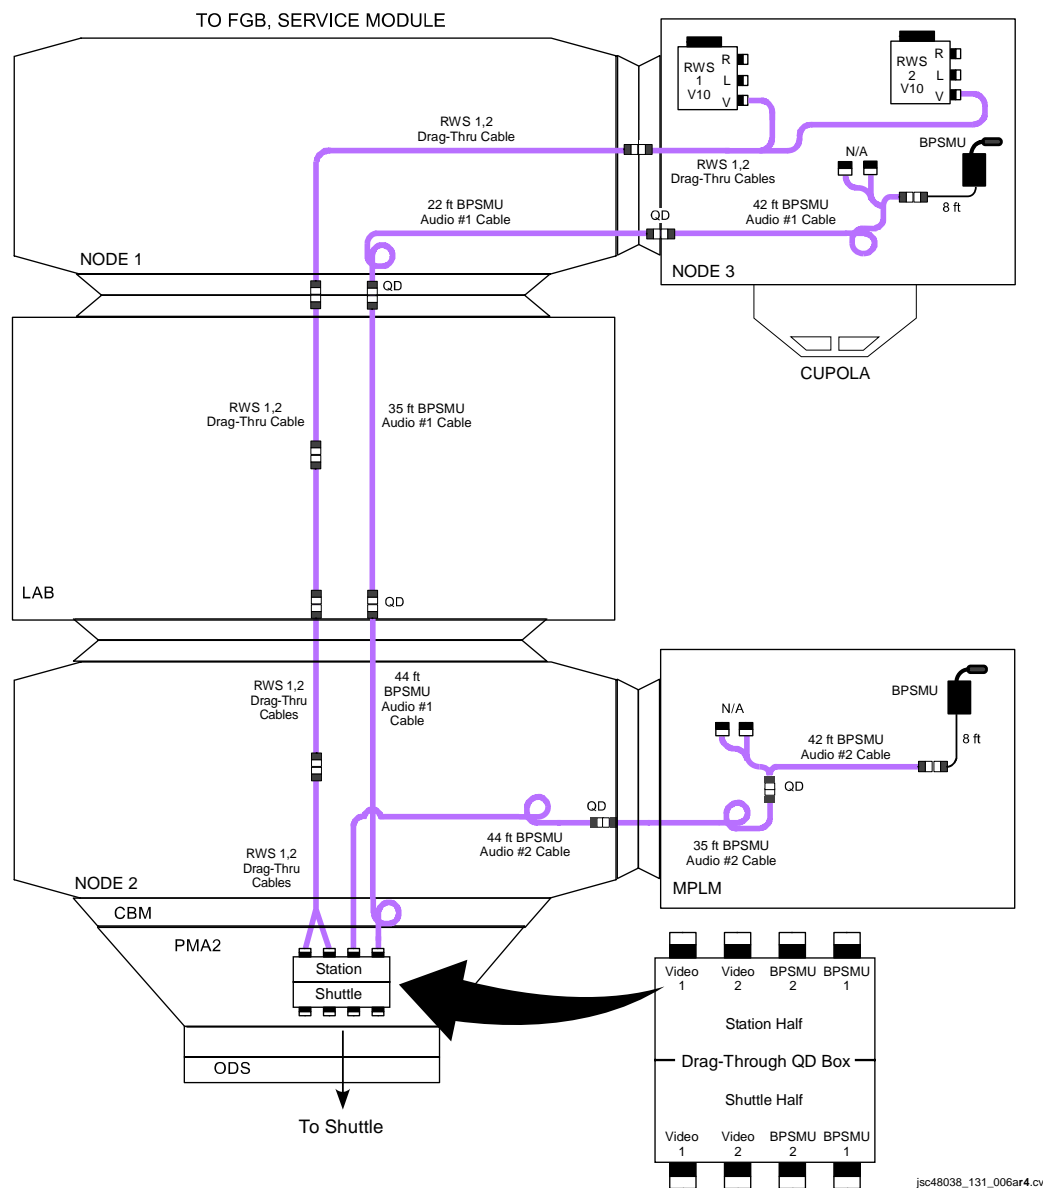 TO FGB, SERVICE MODULE
RWS
1
V10
R
L
V
RWS
2
V10
R
L
V
RWS 1,2
Drag-Thru Cable
RWS 1,2
Drag-Thru Cables
N/A
BPSMU
8 ft
22 ft BPSMU
Audio #1 Cable
QD
42 ft BPSMU
Audio #1 Cable
NODE 1
QD
NODE 3
CUPOLA
RWS 1,2
Drag-Thru Cable
35 ft BPSMU
Audio #1 Cable
LAB
QD
RWS 1,2
Drag-Thru
Cables
44 ft
BPSMU
Audio #1
Cable
N/A
BPSMU
8 ft
42 ft BPSMU
Audio #2 Cable
QD
QD
44 ft BPSMU
Audio #2 Cable
35 ft BPSMU
Audio #2 Cable
RWS 1,2
Drag-Thru
Cables
NODE 2
MPLM
CBM
PMA2
Station
Shuttle
ODS
To Shuttle
Video
1
Video
2
BPSMU
2
BPSMU
1
Station Half
Drag-Through QD Box
Shuttle Half
Video
1
Video
2
BPSMU
2
BPSMU
1
jsc48038_131_006ar4.cv